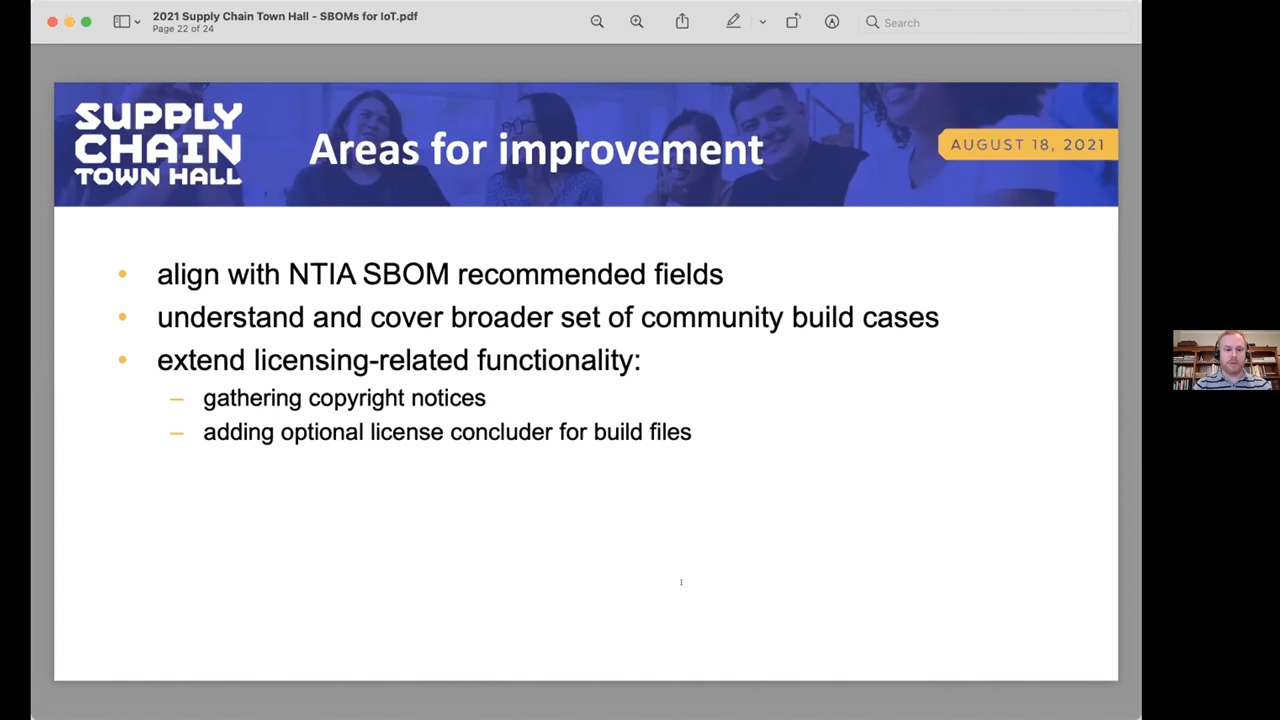 2021 Supply Chain Town Hall - SBOMs for IoT.pdf
Page 22 of 24
Search
SUPPLY
CHAIN
TOWN HALL
Areas for improvement
AUGUST 18, 2021
• align with NTIA SBOM recommended fields
• understand and cover broader set of community build cases
• extend licensing-related functionality:
– gathering copyright notices
– adding optional license concluder for build files